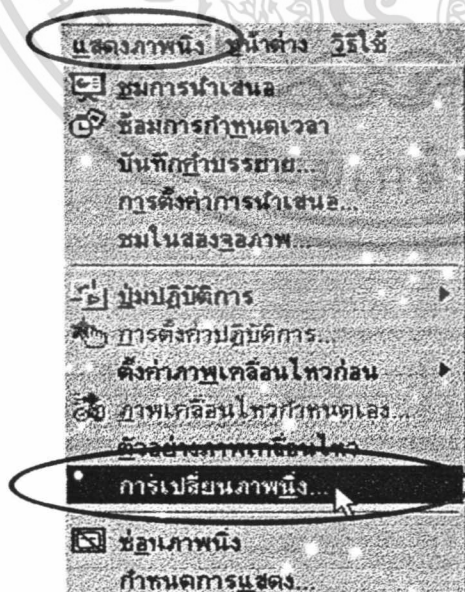 แสดงภาพนิ่ง หน้าต่าง วิธีใช้
ชมการนำเสนอ
ซ้อมการกำหนดเวลา
บันทึกคำบรรยาย...
การตั้งค่าการนำเสนอ...
ชมในสองจอภาพ...
ปุ่มปฏิบัติการ
การตั้งค่าปฏิบัติการ...
ตั้งค่าภาพเคลื่อนไหวก่อน
ภาพเคลื่อนไหวกำหนดเอง...
ตัวอย่างภาพเคลื่อนไหว
การเปลี่ยนภาพนิ่ง...
ซ่อนภาพนิ่ง
กำหนดการแสดง...